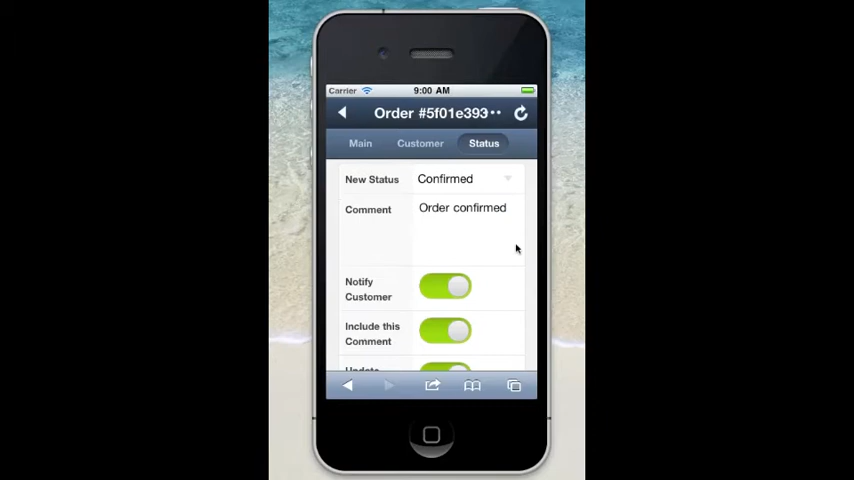 Carrier 9:00 AM
Order #5f01e393
Main Customer Status
New Status Confirmed
Comment Order confirmed
Notify
Customer
Include this
Comment
Update